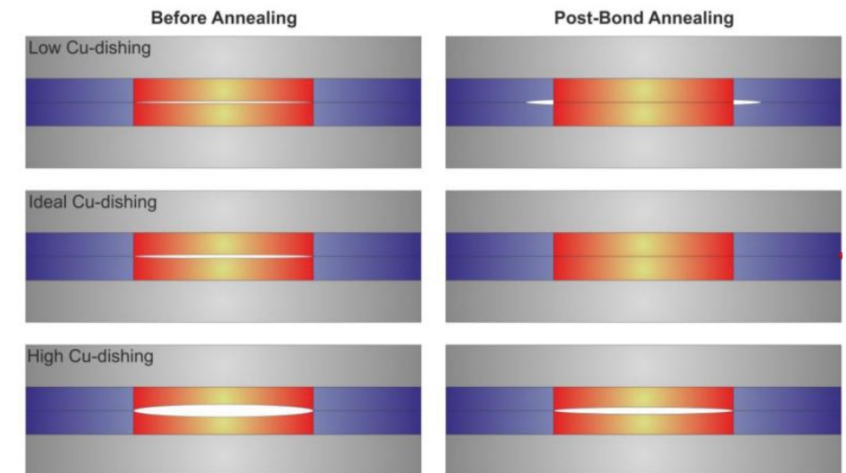 Before Annealing
Post-Bond Annealing
Low Cu-dishing
Ideal Cu-dishing
High Cu-dishing